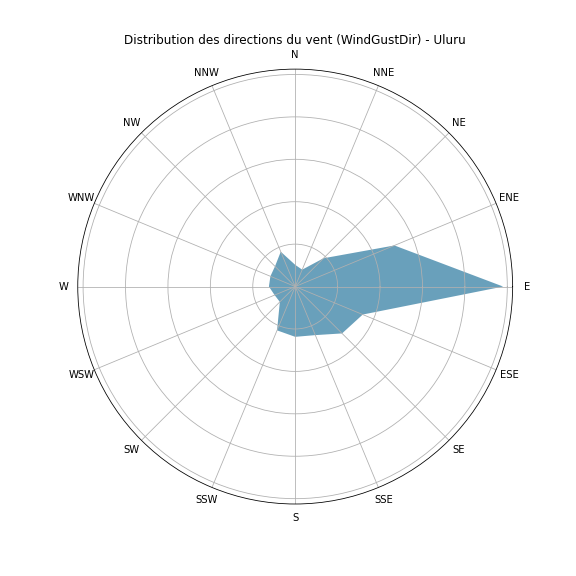 Distribution des directions du vent (WindGustDir) - Uluru
N
NNW
NNE
NW
NE
WNW
ENE
W
E
WSW
ESE
SW
SE
SSW
SSE
S